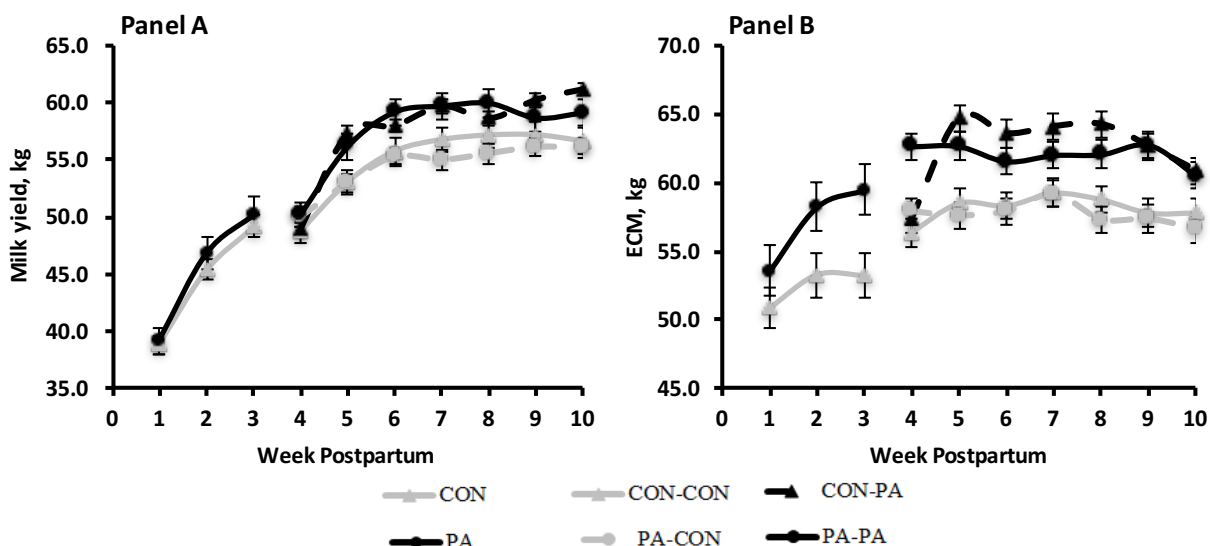 Panel A
65.0
60.0
55.0
50.0
45.0
40.0
35.0
Milk yield, kg
0 1 2 3 4 5 6 7 8 9 10
Week Postpartum
Panel B
70.0
65.0
60.0
55.0
50.0
45.0
ECM, kg
0 1 2 3 4 5 6 7 8 9 10
Week Postpartum
CON CON-CON CON-PA
PA PA-CON PA-PA